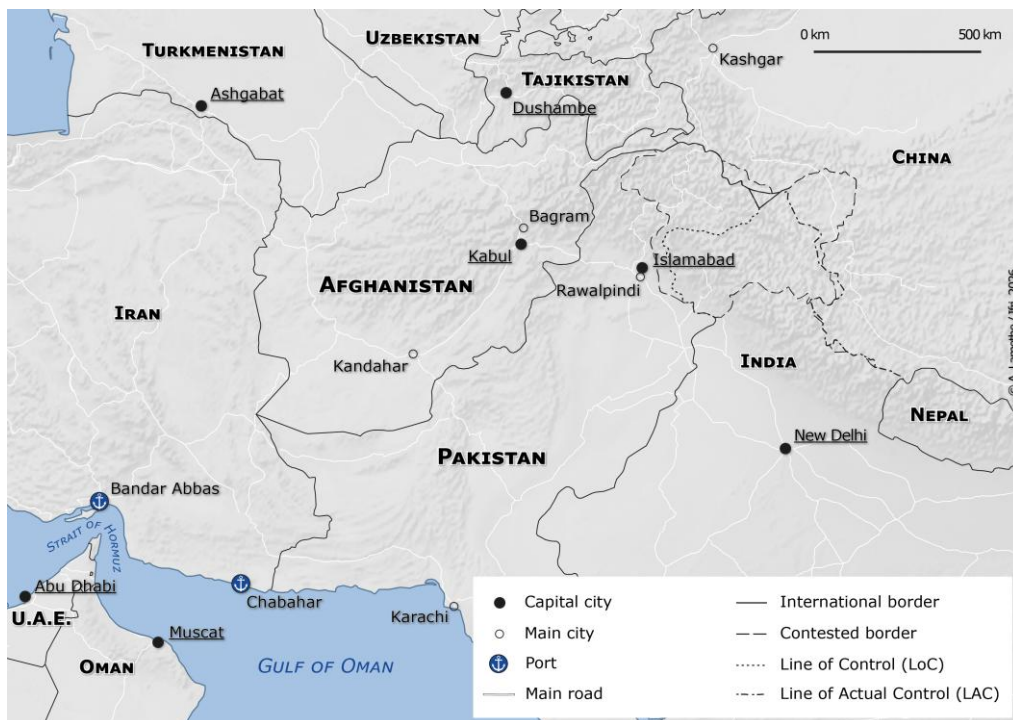 UZBEKISTAN
TURKMENISTAN
0 km
500 km
Kashgar
TAJIKISTAN
Ashgabat
Dushambe
CHINA
Bagram
Kabul
Islamabad
AFGHANISTAN
Rawalpindi
IRAN
Kandahar
INDIA
© A. Lamothe / Ifri, 2026
NEPAL
New Delhi
PAKISTAN
Bandar Abbas
STRAIT OF
HORMUZ
Abu Dhabi
Chabahar
Karachi
U.A.E.
Muscat
OMAN
GULF OF OMAN
Capital city
Main city
Port
Main road
International border
Contested border
Line of Control (LoC)
Line of Actual Control (LAC)